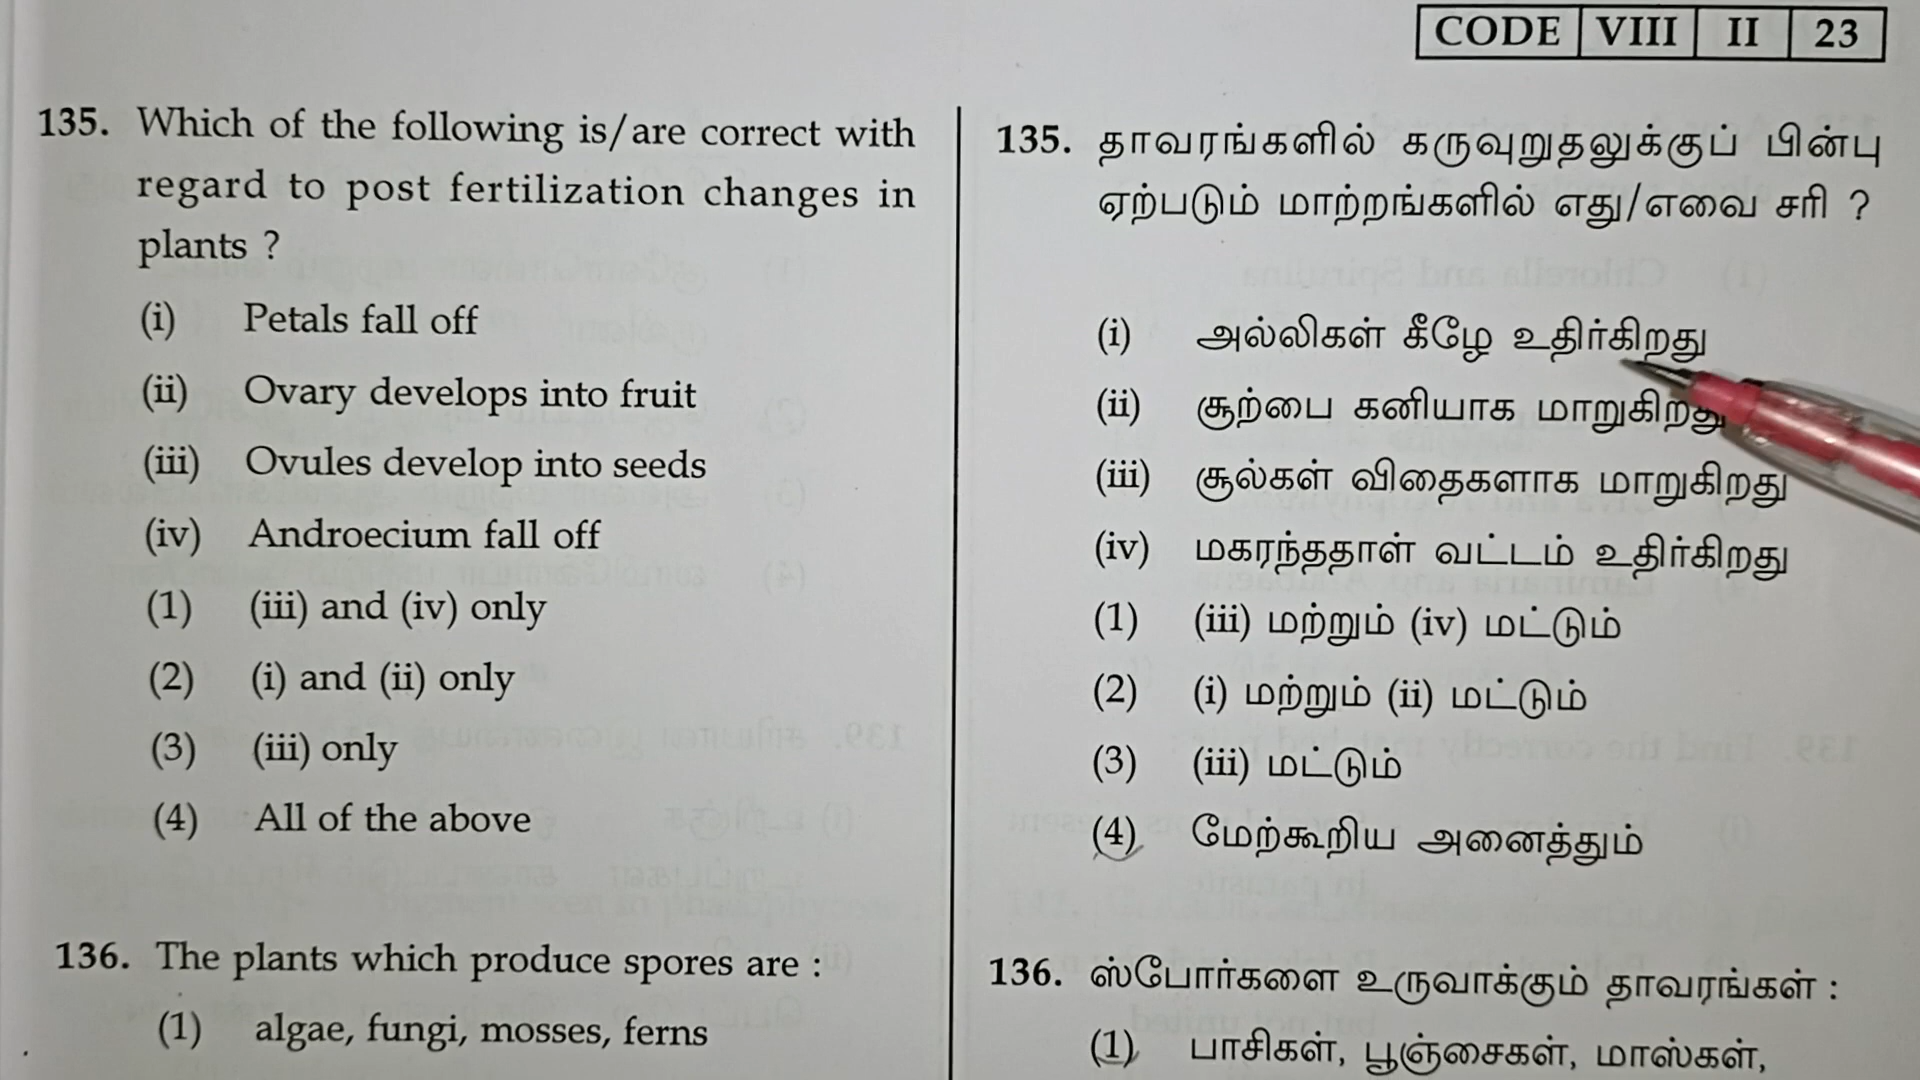 CODE VIII II 23
135. Which of the following is/are correct with
regard to post fertilization changes in
plants ?
(i) Petals fall off
(ii) Ovary develops into fruit
(iii) Ovules develop into seeds
(iv) Androecium fall off
(1) (iii) and (iv) only
(2) (i) and (ii) only
(3) (iii) only
(4) All of the above
136. The plants which produce spores are :
(1) algae, fungi, mosses, ferns
135. தாவரங்களில் கருவுறுதலுக்குப் பின்பு
ஏற்படும் மாற்றங்களில் எது/எவை சரி ?
(i) அல்லிகள் கீழே உதிர்கிறது
(ii) சூற்பை கனியாக மாறுகிறது
(iii) சூல்கள் விதைகளாக மாறுகிறது
(iv) மகரந்ததாள் வட்டம் உதிர்கிறது
(1) (iii) மற்றும் (iv) மட்டும்
(2) (i) மற்றும் (ii) மட்டும்
(3) (iii) மட்டும்
(4) மேற்கூறிய அனைத்தும்
136. ஸ்போர்களை உருவாக்கும் தாவரங்கள் :
(1) பாசிகள், பூஞ்சைகள், மாஸ்கள்,